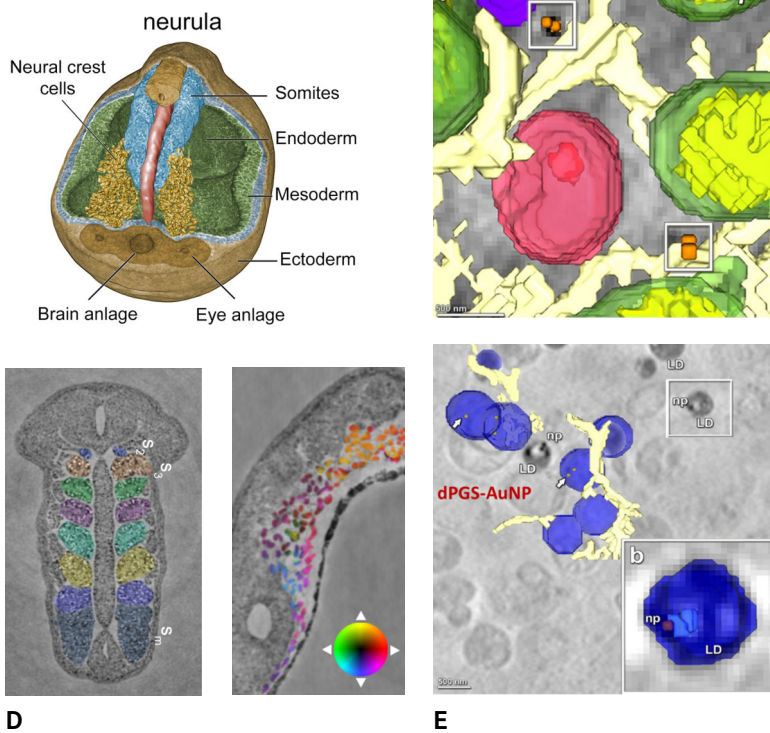 neurula
Neural crest
cells
Somites
Endoderm
Mesoderm
Ectoderm
Brain anlage
Eye anlage
500 nm
S2
S3
Sm
D
LD
np
LD
np
LD
dPGS-AuNP
b
np
LD
500 nm
E